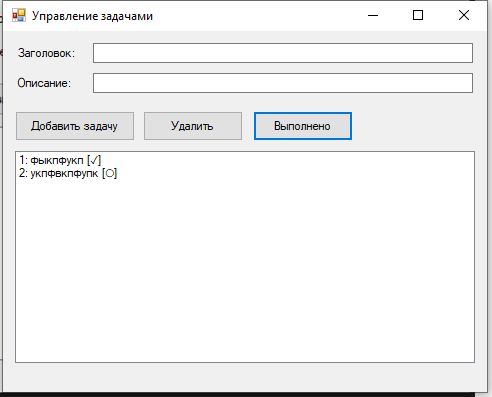 Управление задачами
Заголовок:
Описание:
Добавить задачу Удалить Выполнено
1: фыкпфукп [✓]
2: укпфвкпфупк [○]